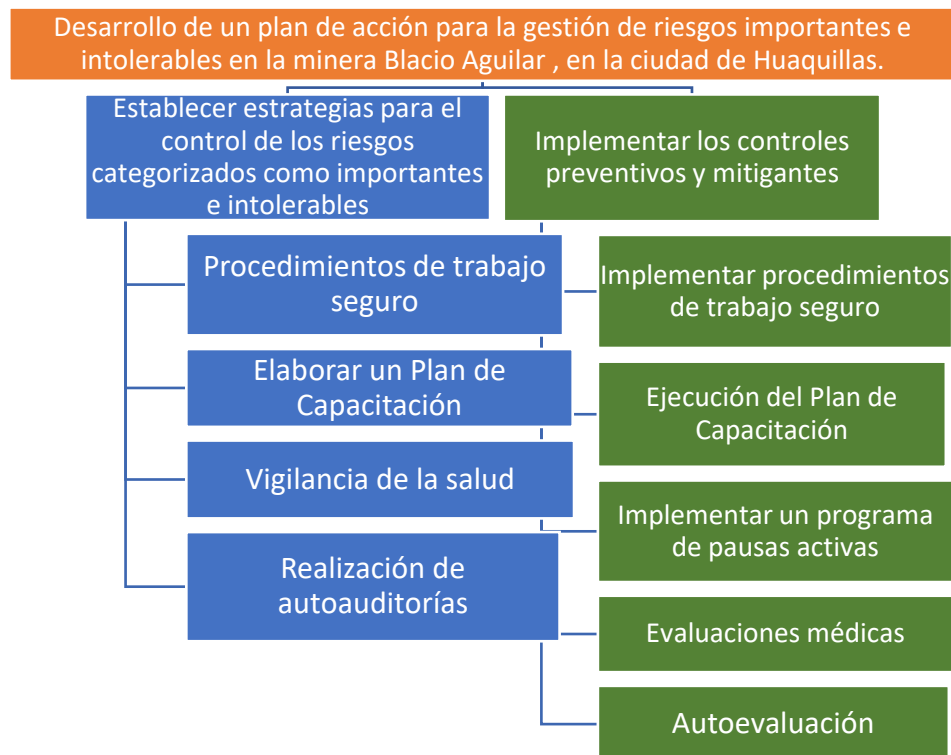 Desarrollo de un plan de acción para la gestión de riesgos importantes e
intolerables en la minera Blacio Aguilar , en la ciudad de Huaquillas.
Establecer estrategias para el
control de los riesgos
categorizados como importantes
e intolerables
Procedimientos de trabajo
seguro
Elaborar un Plan de
Capacitación
Vigilancia de la salud
Realización de
autoauditorías
Implementar los controles
preventivos y mitigantes
Implementar procedimientos
de trabajo seguro
Ejecución del Plan de
Capacitación
Implementar un programa
de pausas activas
Evaluaciones médicas
Autoevaluación